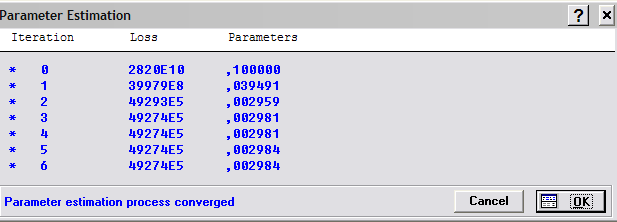 Parameter Estimation ? ×
Iteration Loss Parameters
* 0 2820E10 ,100000
* 1 39979E8 ,039491
* 2 49293E5 ,002959
* 3 49274E5 ,002981
* 4 49274E5 ,002981
* 5 49274E5 ,002984
* 6 49274E5 ,002984
Parameter estimation process converged Cancel OK